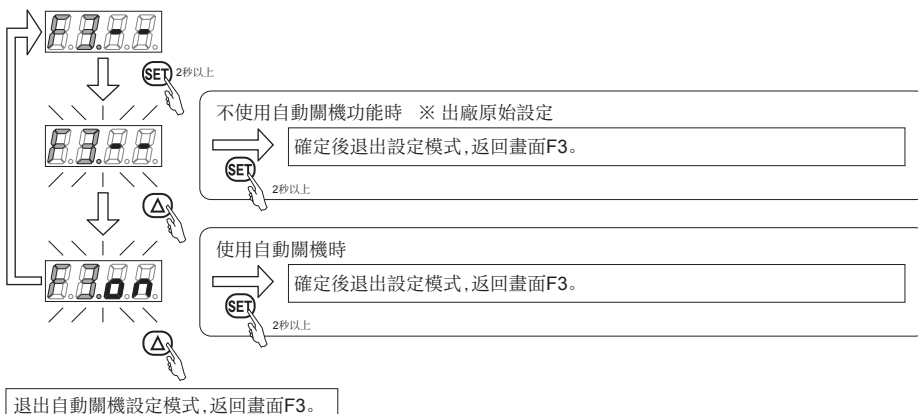 F3.--
SET 2秒以上
不使用自動關機功能時 ※ 出廠原始設定
確定後退出設定模式,返回畫面F3。
F3.--
SET
2秒以上
△
使用自動關機時
確定後退出設定模式,返回畫面F3。
F3.on
SET
2秒以上
△
退出自動關機設定模式,返回畫面F3。